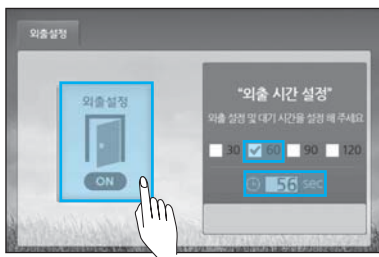 외출설정
외출설정
ON
"외출 시간 설정"
외출 설정 및 대기 시간을 설정 해 주세요
30 60 90 120
56 sec